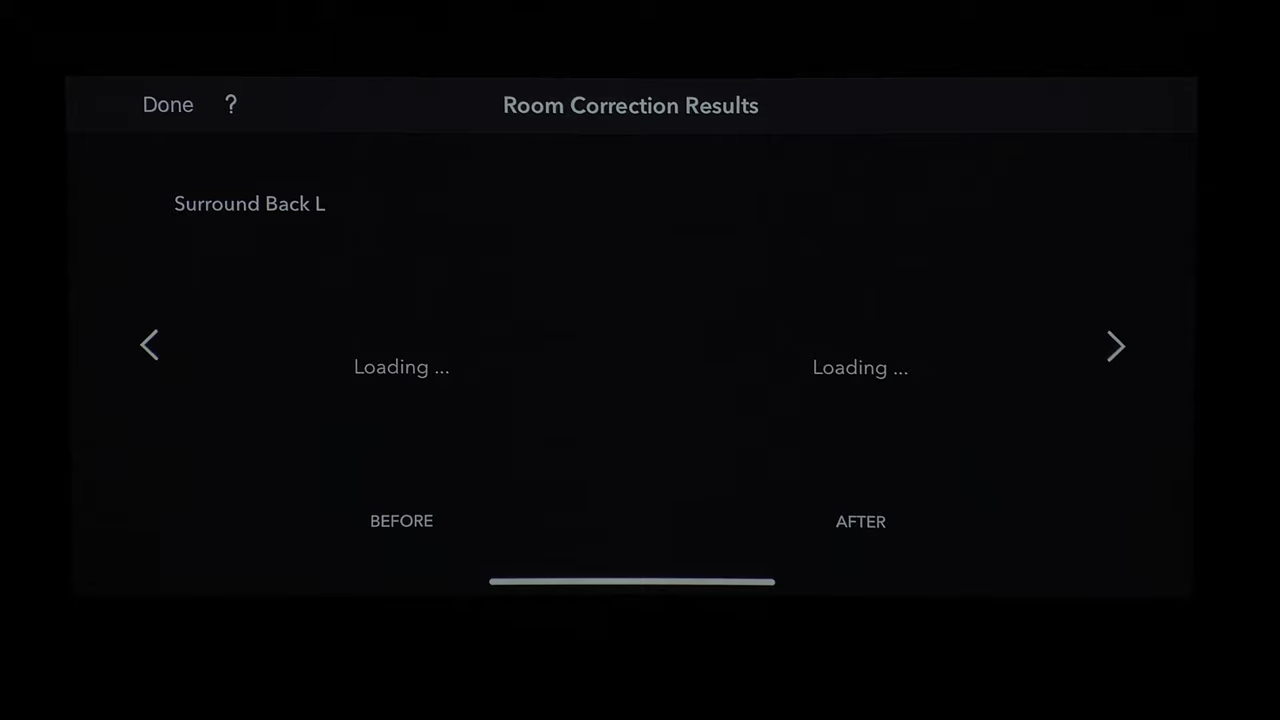 Done ? Room Correction Results
Surround Back L
Loading ... Loading ...
BEFORE AFTER